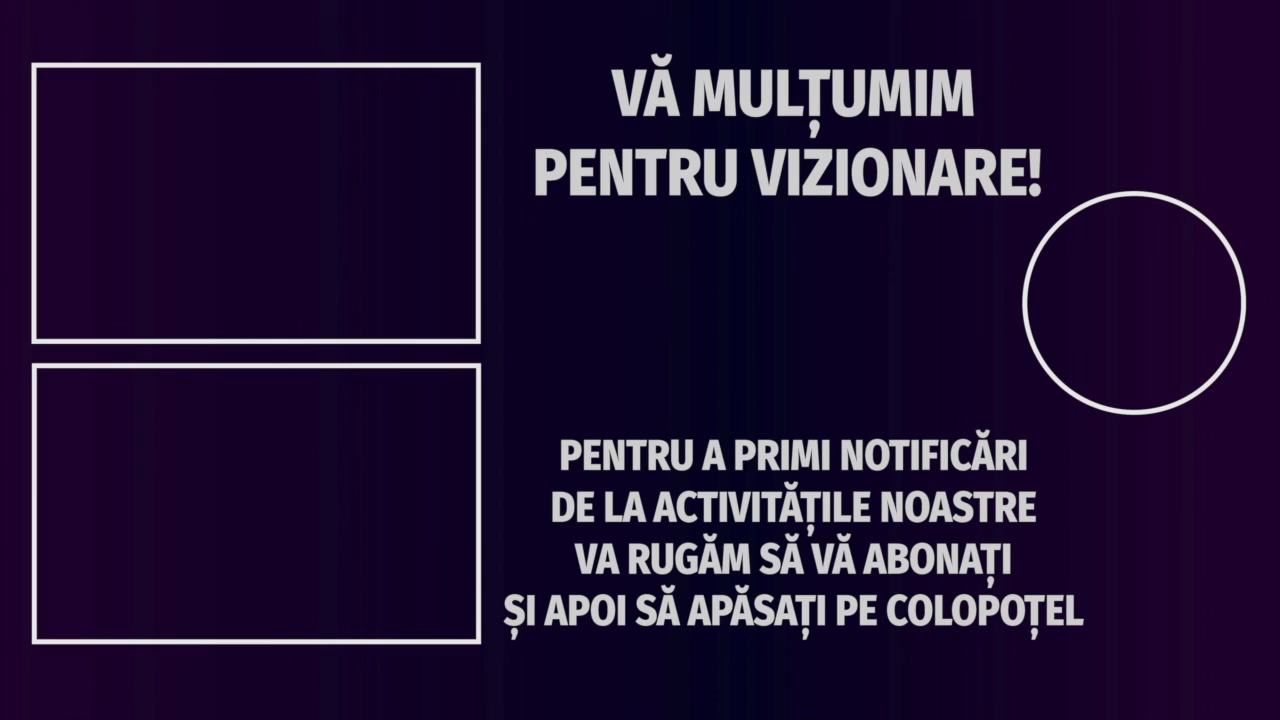 VĂ MULȚUMIM
PENTRU VIZIONARE!
PENTRU A PRIMI NOTIFICĂRI
DE LA ACTIVITĂȚILE NOASTRE
VA RUGĂM SĂ VĂ ABONAȚI
ȘI APOI SĂ APĂSAȚI PE COLOPOȚEL